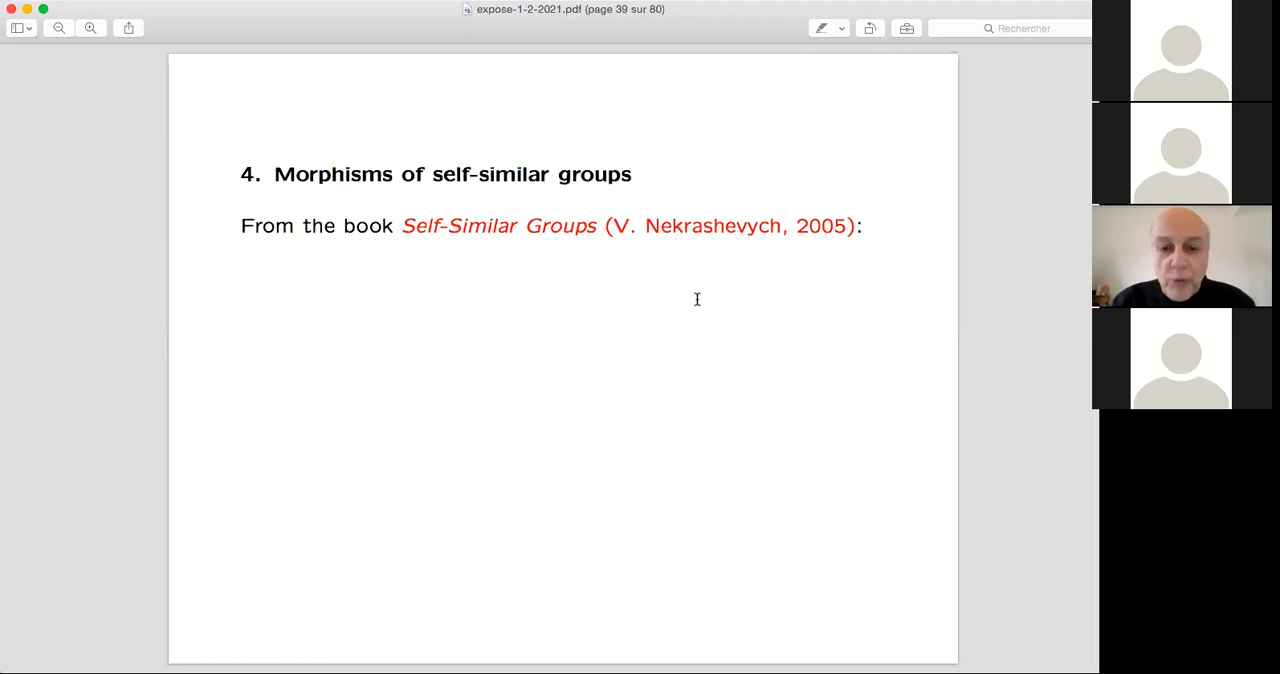 expose-1-2-2021.pdf (page 39 sur 80)
Rechercher
4. Morphisms of self-similar groups
From the book Self-Similar Groups (V. Nekrashevych, 2005):